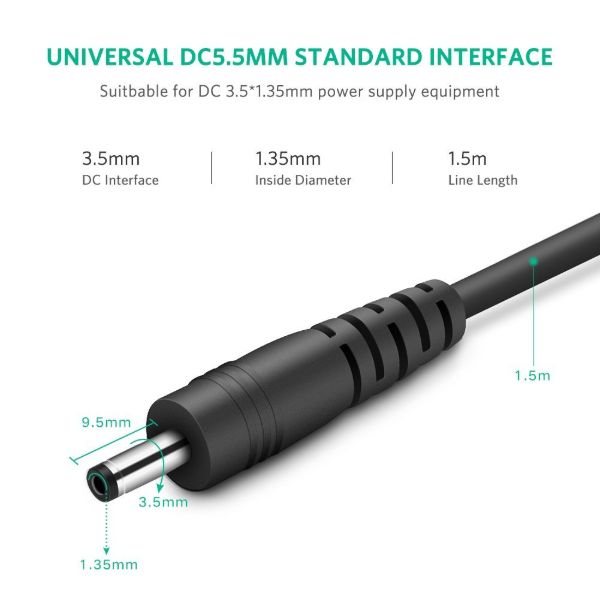 UNIVERSAL DC5.5MM STANDARD INTERFACE
Suitbable for DC 3.5*1.35mm power supply equipment
3.5mm
DC Interface
1.35mm
Inside Diameter
1.5m
Line Length
1.5m
9.5mm
3.5mm
1.35mm